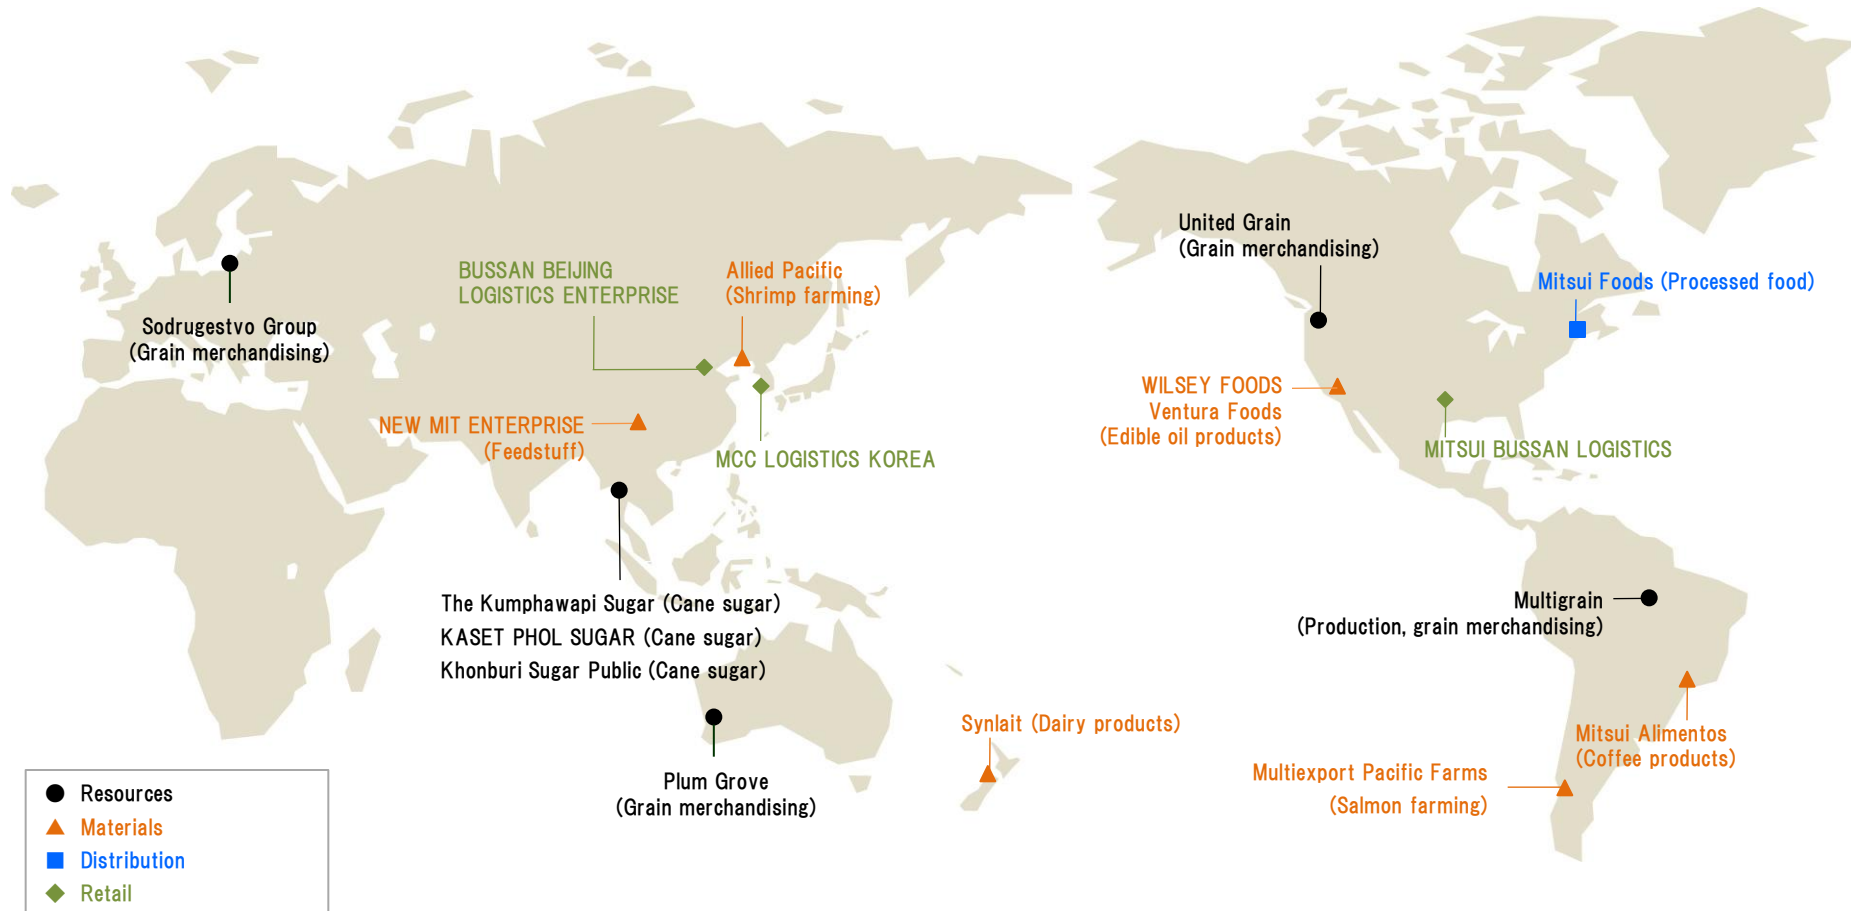 United Grain
(Grain merchandising)
BUSSAN BEIJING
LOGISTICS ENTERPRISE
Allied Pacific
(Shrimp farming)
Mitsui Foods (Processed food)
Sodrugestvo Group
(Grain merchandising)
WILSEY FOODS
Ventura Foods
(Edible oil products)
NEW MIT ENTERPRISE
(Feedstuff)
MCC LOGISTICS KOREA
MITSUI BUSSAN LOGISTICS
The Kumphawapi Sugar (Cane sugar)
KASET PHOL SUGAR (Cane sugar)
Khonburi Sugar Public (Cane sugar)
Multigrain
(Production, grain merchandising)
Synlait (Dairy products)
Mitsui Alimentos
(Coffee products)
Plum Grove
(Grain merchandising)
Multiexport Pacific Farms
(Salmon farming)
Resources
Materials
Distribution
Retail